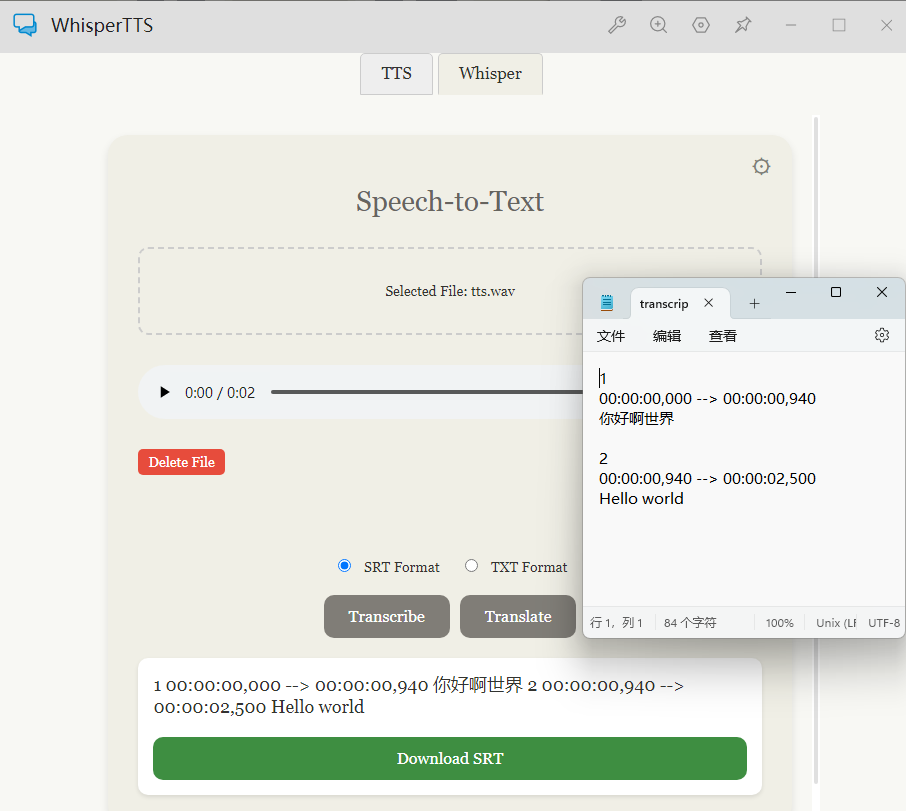 WhisperTTS
TTS
Whisper
Speech-to-Text
Selected File: tts.wav
0:00 / 0:02
Delete File
SRT Format
TXT Format
Transcribe
Translate
1 00:00:00,000 --> 00:00:00,940 你好啊世界 2 00:00:00,940 -->
00:00:02,500 Hello world
Download SRT
transcrip
文件
编辑
查看
1
00:00:00,000 --> 00:00:00,940
你好啊世界
2
00:00:00,940 --> 00:00:02,500
Hello world
行 1，列 1
84 个字符
100%
Unix (LF
UTF-8